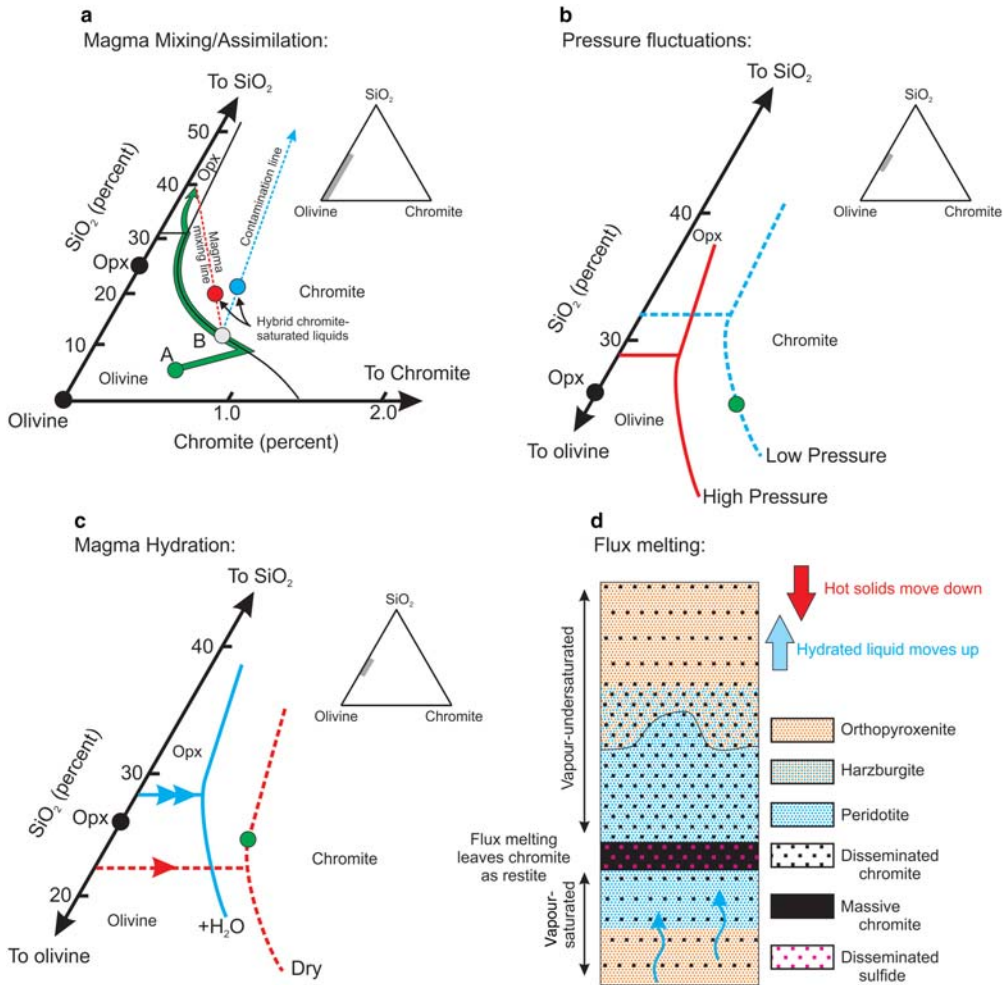 a
Magma Mixing/Assimilation:
To SiO2
50
40
30
20
10
SiO2 (percent)
Opx
Opx
Contamination line
Magma
mixing line
Chromite
Hybrid chromite-
saturated liquids
A
B
Olivine
To Chromite
Olivine
1.0
2.0
Chromite (percent)
SiO2
Olivine
Chromite
b
Pressure fluctuations:
To SiO2
40
Opx
SiO2 (percent)
30
Chromite
Opx
Olivine
To olivine
Low Pressure
High Pressure
SiO2
Olivine
Chromite
c
Magma Hydration:
To SiO2
40
Opx
30
SiO2 (percent)
Opx
Chromite
20
Olivine
+H2O
To olivine
Dry
SiO2
Olivine
Chromite
d
Flux melting:
Vapour-undersaturated
Flux melting
leaves chromite
as restite
Vapour-
saturated
Hot solids move down
Hydrated liquid moves up
Orthopyroxenite
Harzburgite
Peridotite
Disseminated
chromite
Massive
chromite
Disseminated
sulfide